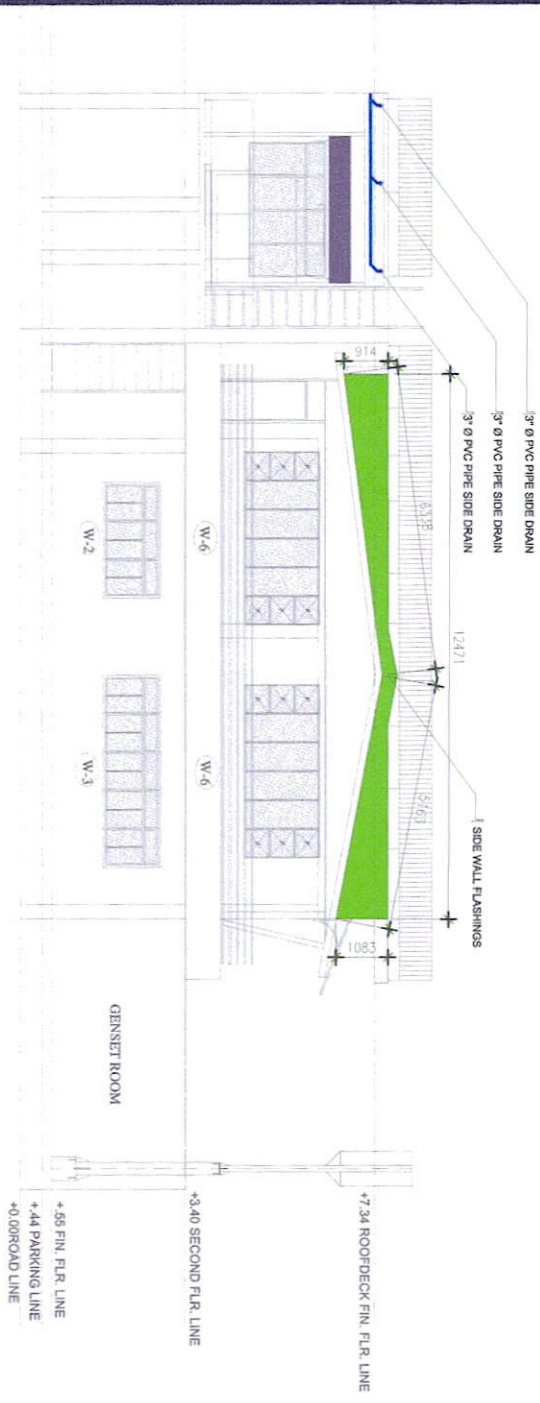 3" Ø PVC PIPE SIDE DRAIN
3" Ø PVC PIPE SIDE DRAIN
3" Ø PVC PIPE SIDE DRAIN
SIDE WALL FLASHINGS
12471
6338
5763
914
1083
W-6
W-6
W-2
W-3
GENSET ROOM
+7.34 ROOFDECK FIN. FLR. LINE
+3.40 SECOND FLR. LINE
+.55 FIN. FLR. LINE
+.44 PARKING LINE
+0.00ROAD LINE